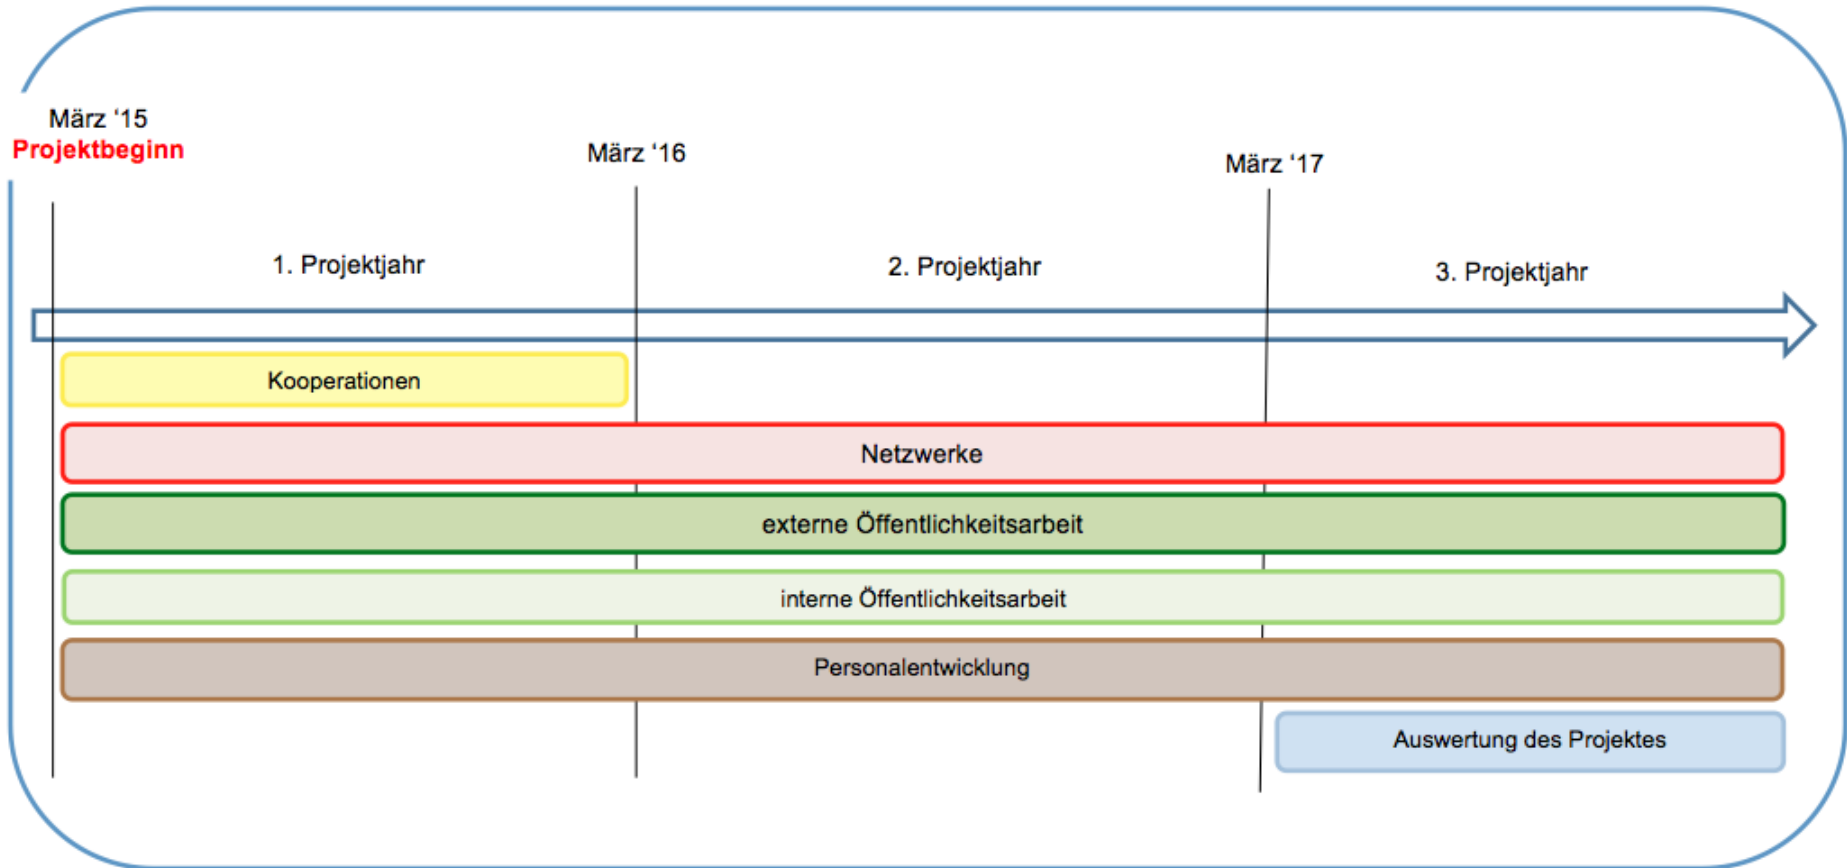 März ‘15
Projektbeginn
März ‘16
März ‘17
1. Projektjahr
2. Projektjahr
3. Projektjahr
Kooperationen
Netzwerke
externe Öffentlichkeitsarbeit
interne Öffentlichkeitsarbeit
Personalentwicklung
Auswertung des Projektes